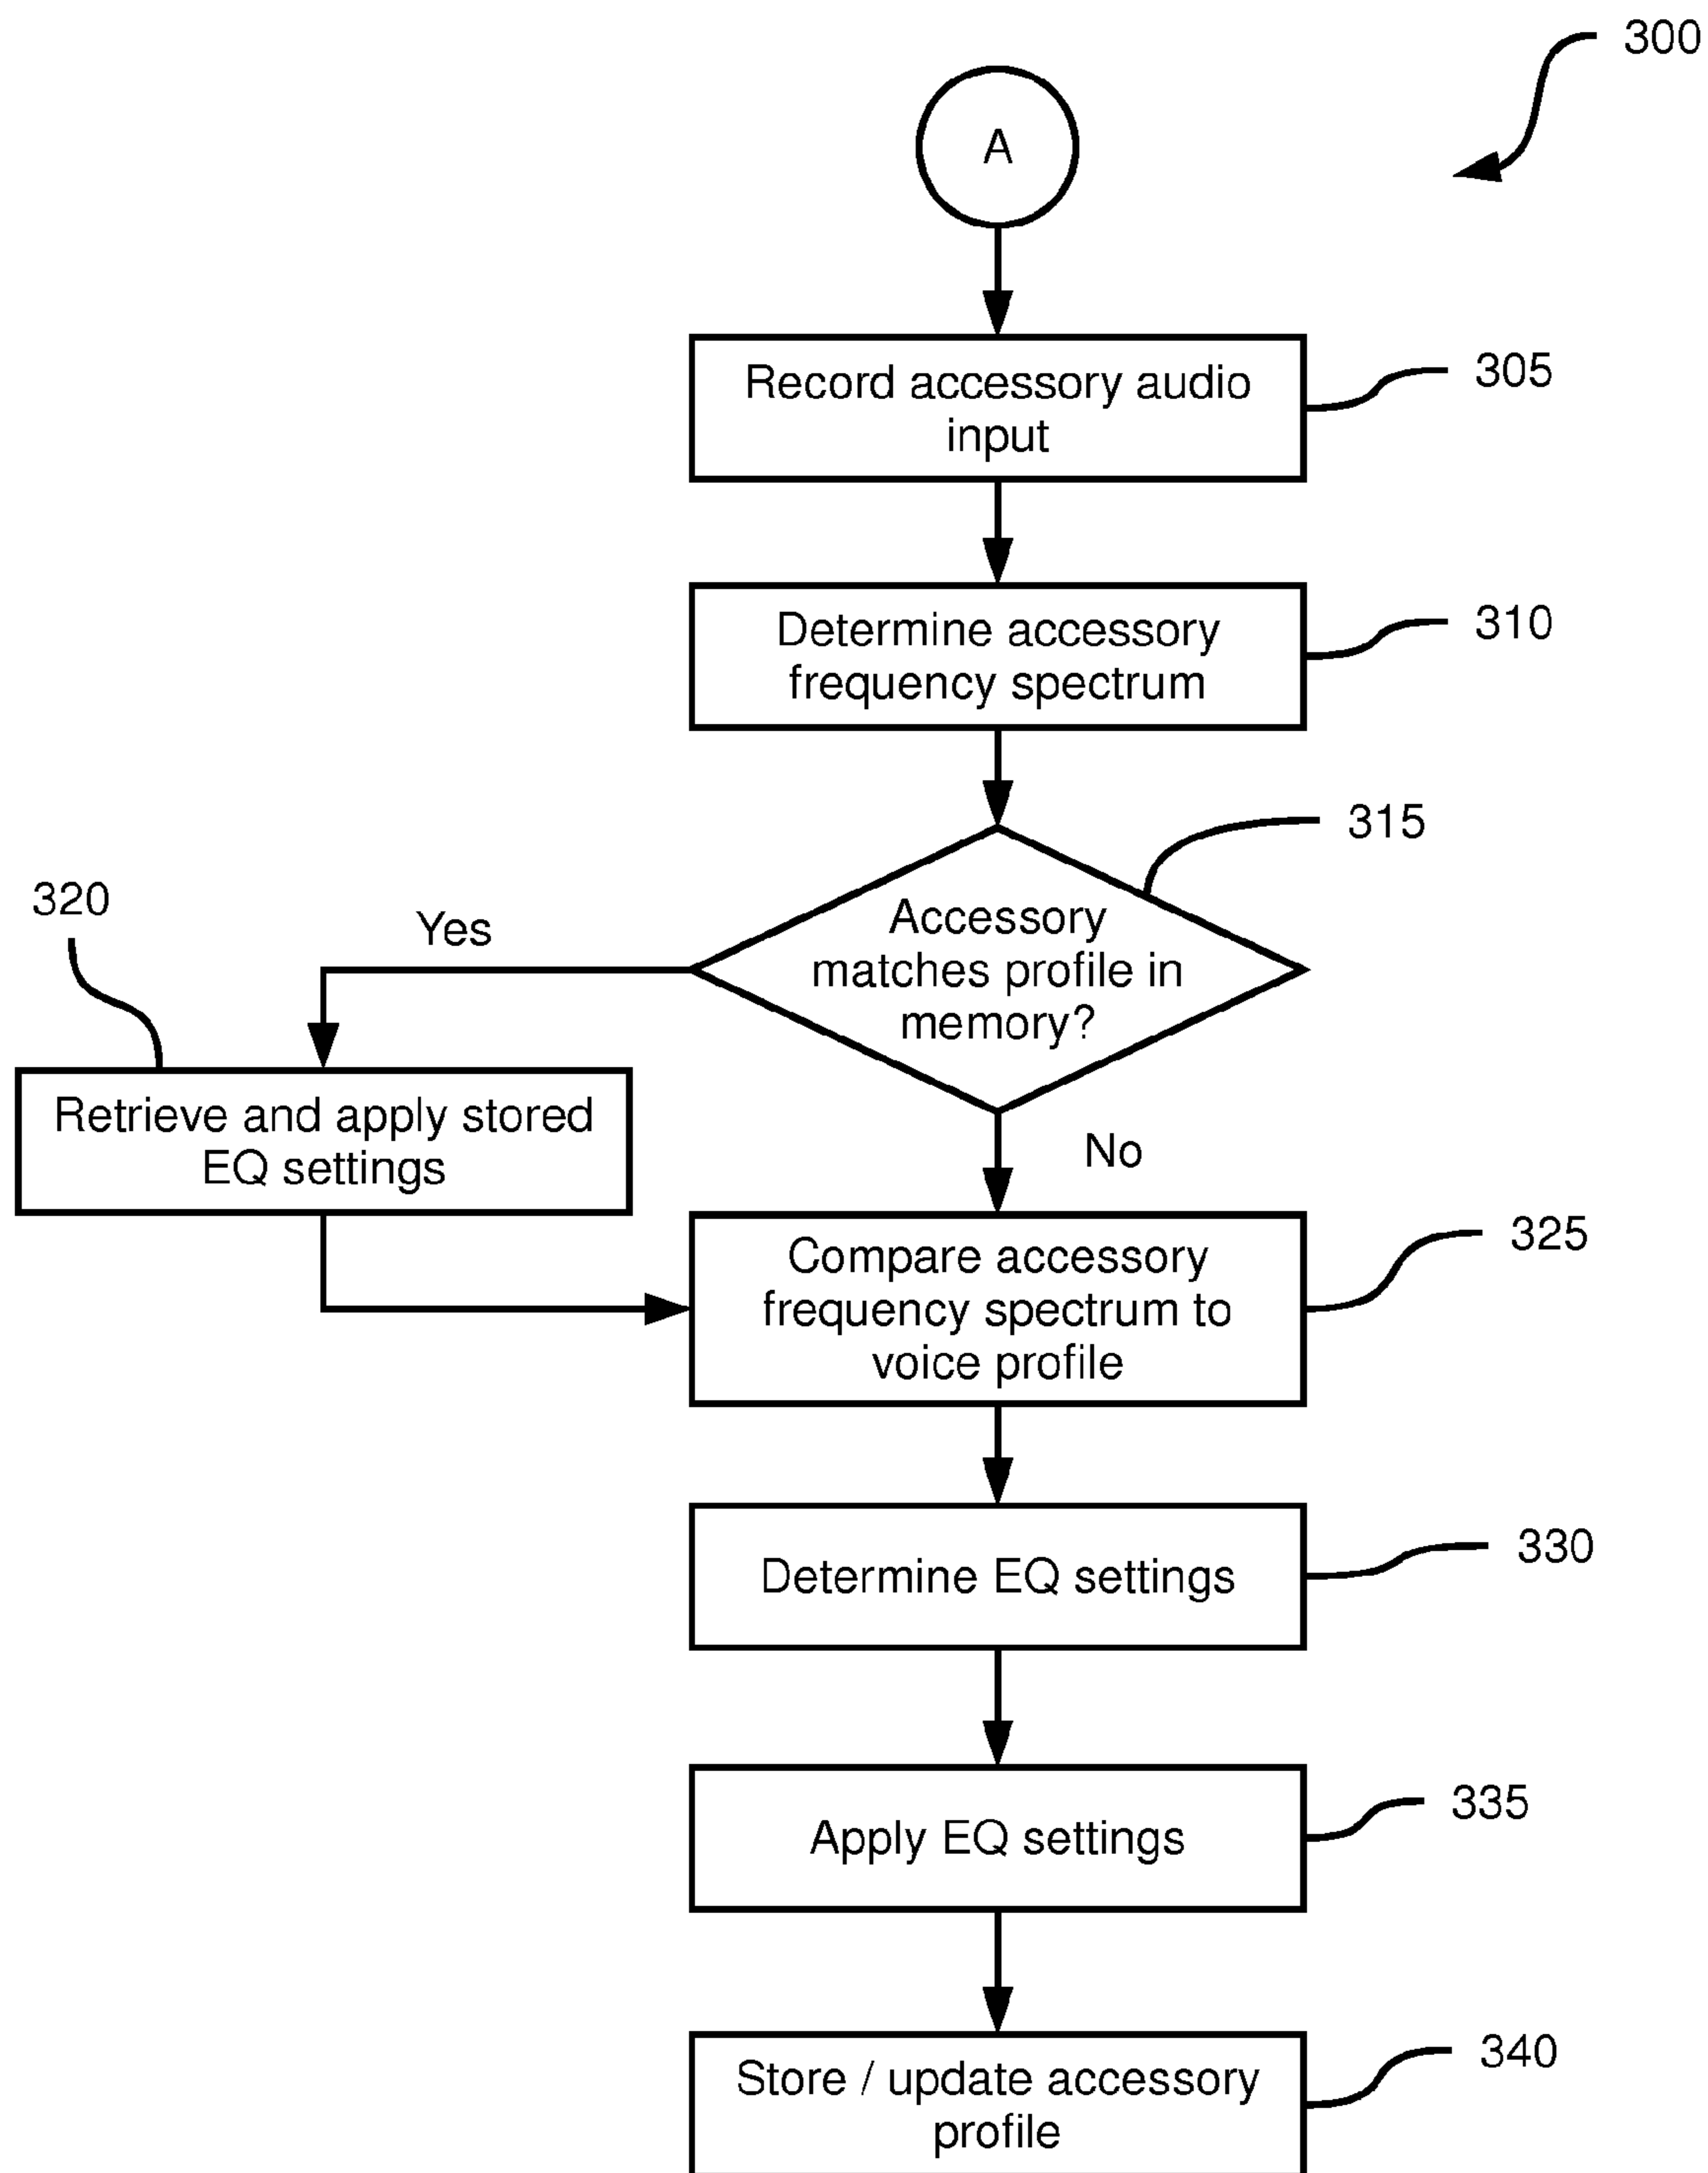 300
A
Record accessory audio
input
305
Determine accessory
frequency spectrum
310
315
Accessory
matches profile in
memory?
Yes
320
Retrieve and apply stored
EQ settings
No
Compare accessory
frequency spectrum to
voice profile
325
Determine EQ settings
330
Apply EQ settings
335
Store / update accessory
profile
340